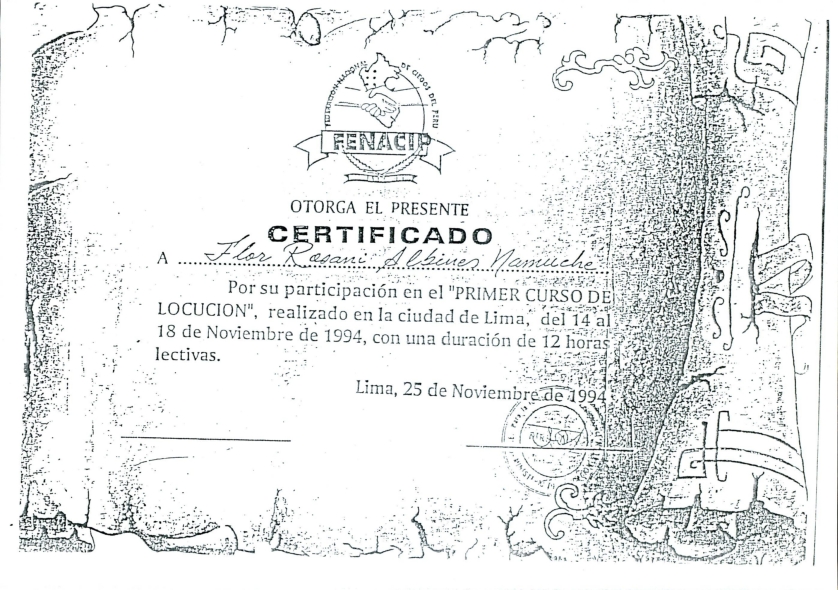 FEDERACION NACIONAL DE CIEGOS DEL PERU
FENACIP
OTORGA EL PRESENTE
CERTIFICADO
A ....Flor Rosani Albines Namuche....
Por su participación en el "PRIMER CURSO DE
LOCUCION", realizado en la ciudad de Lima, del 14 al
18 de Noviembre de 1994, con una duración de 12 horas
lectivas.
Lima, 25 de Noviembre de 1994